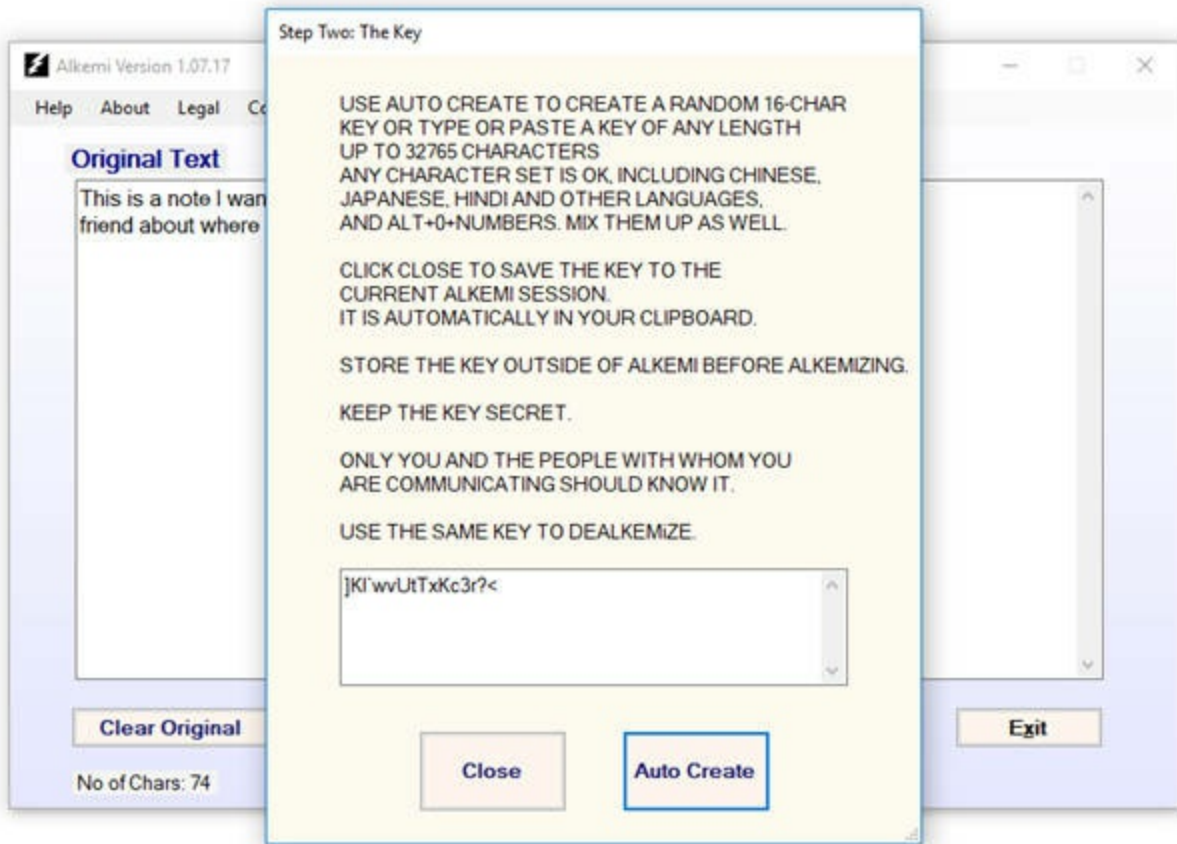 Step Two: The Key
Alkemi Version 1.07.17
Help About Legal
Original Text
This is a note I
friend about where
USE AUTO CREATE TO CREATE A RANDOM 16-CHAR
KEY OR TYPE OR PASTE A KEY OF ANY LENGTH
UP TO 32765 CHARACTERS
ANY CHARACTER SET IS OK, INCLUDING CHINESE,
JAPANESE, HINDI AND OTHER LANGUAGES,
AND ALT+0+NUMBERS. MIX THEM UP AS WELL.
CLICK CLOSE TO SAVE THE KEY TO THE
CURRENT ALKEMI SESSION.
IT IS AUTOMATICALLY IN YOUR CLIPBOARD.
STORE THE KEY OUTSIDE OF ALKEMI BEFORE ALKEMIZING.
KEEP THE KEY SECRET.
ONLY YOU AND THE PEOPLE WITH WHOM YOU
ARE COMMUNICATING SHOULD KNOW IT.
USE THE SAME KEY TO DEALKEMiZE.
]Kl`wvUtTxKc3r?<
Clear Original
Close
Auto Create
Exit
No of Chars: 74